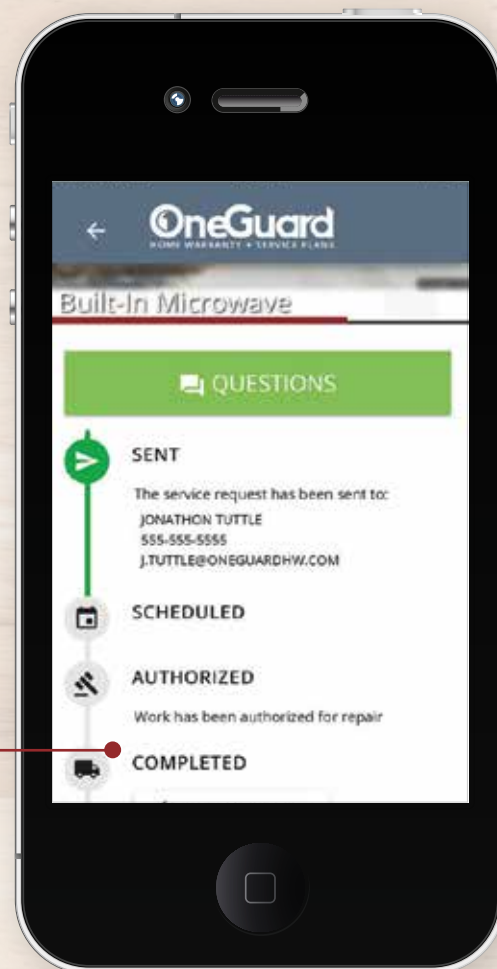 OneGuard
HOME WARRANTY • SERVICE PLANS
Built-In Microwave
QUESTIONS
SENT
The service request has been sent to:
JONATHON TUTTLE
555-555-5555
J.TUTTLE@ONEGUARDHW.COM
SCHEDULED
AUTHORIZED
Work has been authorized for repair
COMPLETED